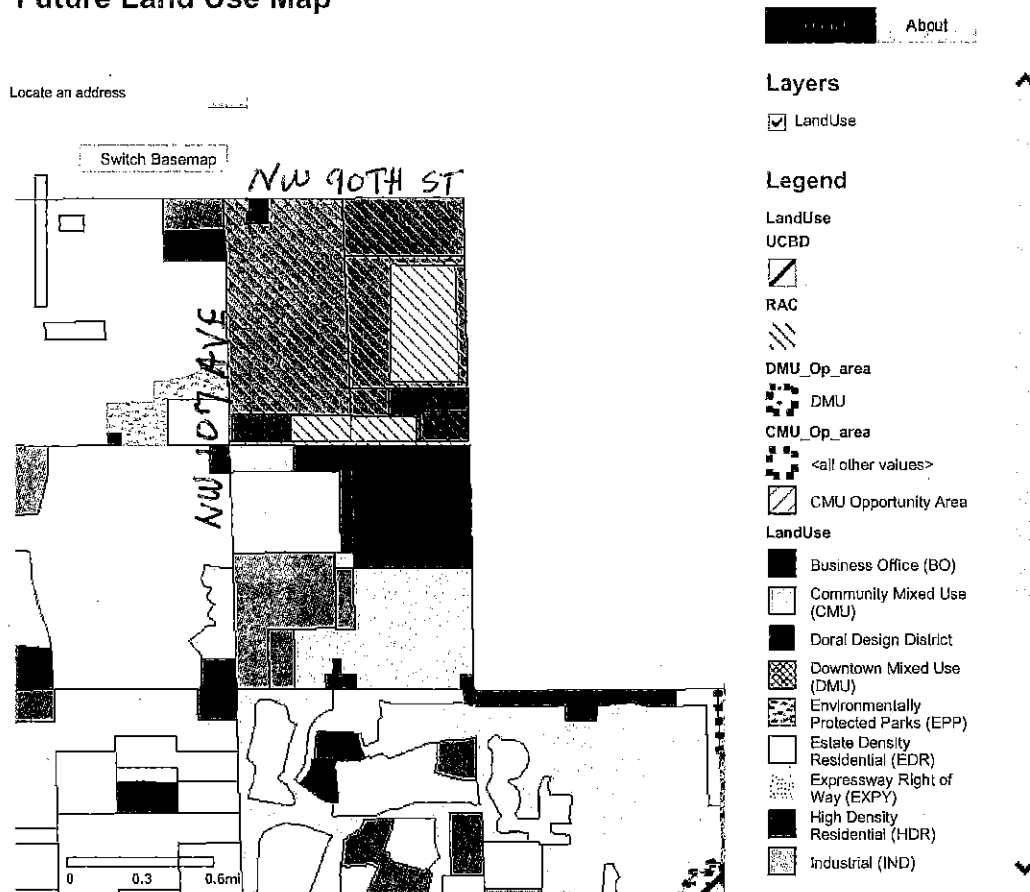 Future Land Use Map
About
Locate an address
Switch Basemap
NW 90TH ST
NW 107 AVE
0 0.3 0.6mi
Layers
LandUse
Legend
LandUse
UCBD
RAC
DMU_Op_area
DMU
CMU_Op_area
<all other values>
CMU Opportunity Area
LandUse
Business Office (BO)
Community Mixed Use
(CMU)
Doral Design District
Downtown Mixed Use
(DMU)
Environmentally
Protected Parks (EPP)
Estate Density
Residential (EDR)
Expressway Right of
Way (EXPY)
High Density
Residential (HDR)
Industrial (IND)